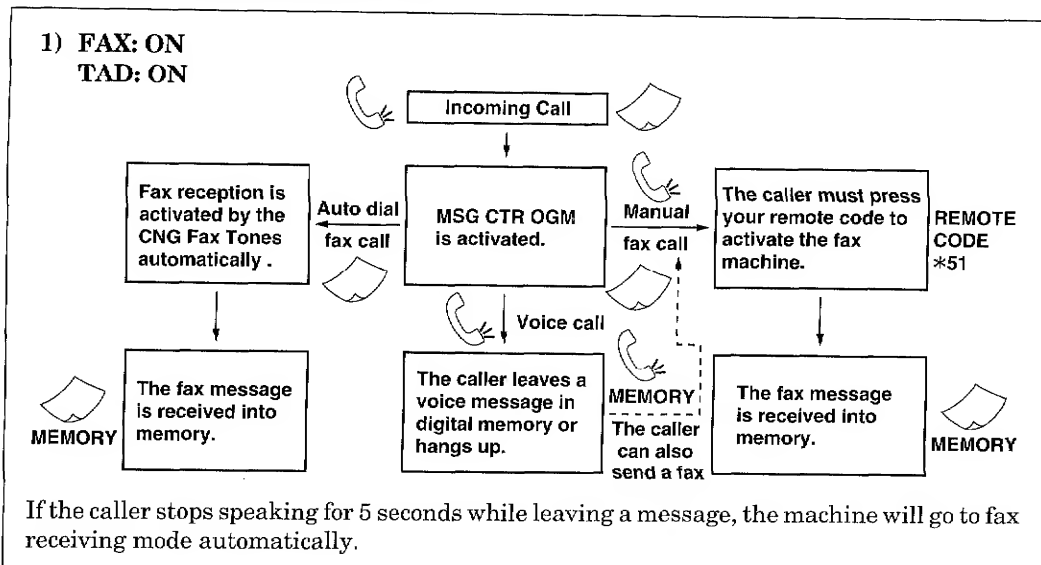 1) FAX: ON
TAD: ON
Incoming Call
Fax reception is
activated by the
CNG Fax Tones
automatically .
Auto dial
fax call
MSG CTR OGM
is activated.
Manual
fax call
The caller must press
your remote code to
activate the fax
machine.
REMOTE
CODE
*51
Voice call
The fax message
is received into
memory.
MEMORY
The caller leaves a
voice message in
digital memory or
hangs up.
MEMORY
The caller
can also
send a fax
The fax message
is received into
memory.
MEMORY
If the caller stops speaking for 5 seconds while leaving a message, the machine will go to fax
receiving mode automatically.